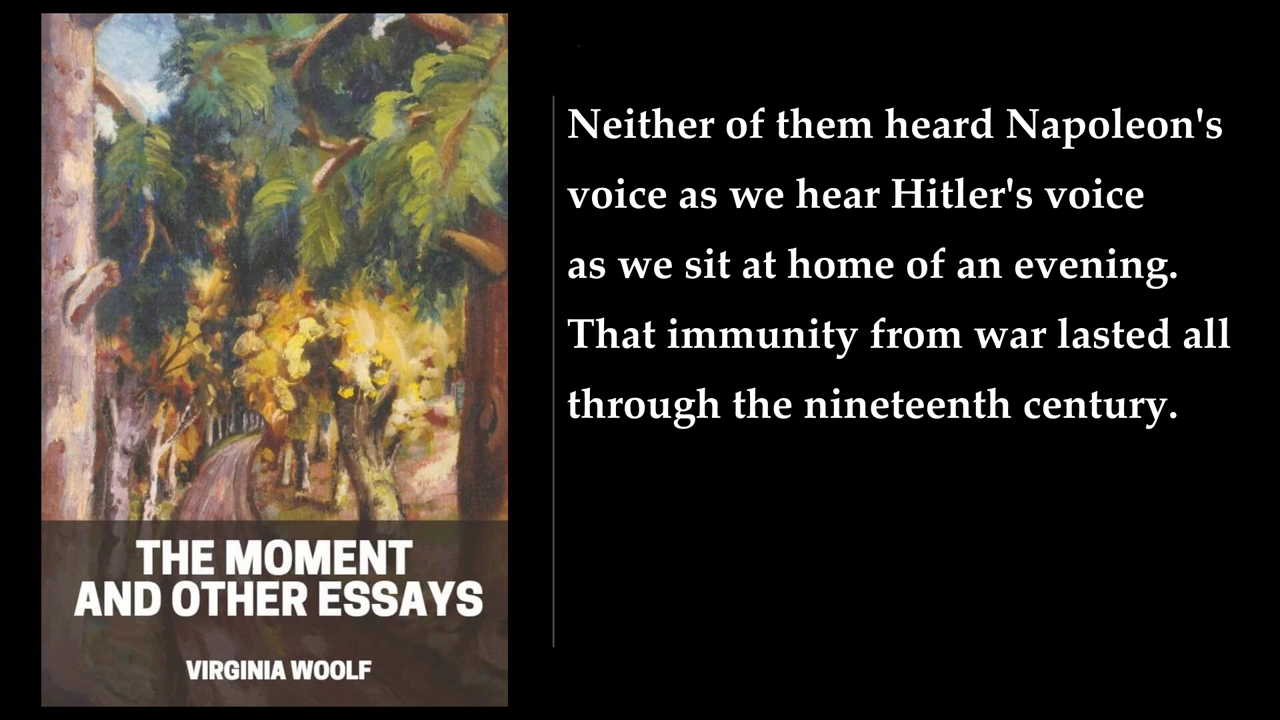 THE MOMENT
AND OTHER ESSAYS
VIRGINIA WOOLF
Neither of them heard Napoleon's
voice as we hear Hitler's voice
as we sit at home of an evening.
That immunity from war lasted all
through the nineteenth century.